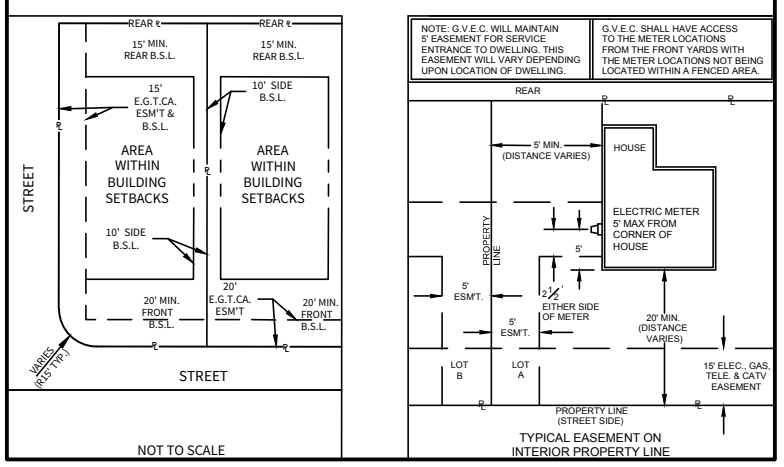 REAR ℄
REAR ℄
15' MIN.
REAR B.S.L.
15' MIN.
REAR B.S.L.
15'
E.G.T.CA.
ESM'T &
B.S.L.
10' SIDE
B.S.L.
℄
℄
STREET
AREA
WITHIN
BUILDING
SETBACKS
AREA
WITHIN
BUILDING
SETBACKS
10' SIDE
B.S.L.
20' MIN.
FRONT
B.S.L.
20'
E.G.T.CA.
ESM'T
20' MIN.
FRONT
B.S.L.
℄
℄
VARIES
(R15' TYP.)
STREET
NOT TO SCALE
NOTE: G.V.E.C. WILL MAINTAIN
5' EASEMENT FOR SERVICE
ENTRANCE TO DWELLING. THIS
EASEMENT WILL VARY DEPENDING
UPON LOCATION OF DWELLING.
G.V.E.C. SHALL HAVE ACCESS
TO THE METER LOCATIONS
FROM THE FRONT YARDS WITH
THE METER LOCATIONS NOT BEING
LOCATED WITHIN A FENCED AREA.
REAR
℄
℄
5' MIN.
(DISTANCE VARIES)
HOUSE
ELECTRIC METER
5' MAX FROM
CORNER OF
HOUSE
PROPERTY
LINE
5'
5'
ESM'T.
2 1/2'
EITHER SIDE
OF METER
5'
ESM'T.
20' MIN.
(DISTANCE
VARIES)
LOT
B
LOT
A
15' ELEC., GAS,
TELE. & CATV
EASEMENT
℄
℄
PROPERTY LINE
(STREET SIDE)
TYPICAL EASEMENT ON
INTERIOR PROPERTY LINE